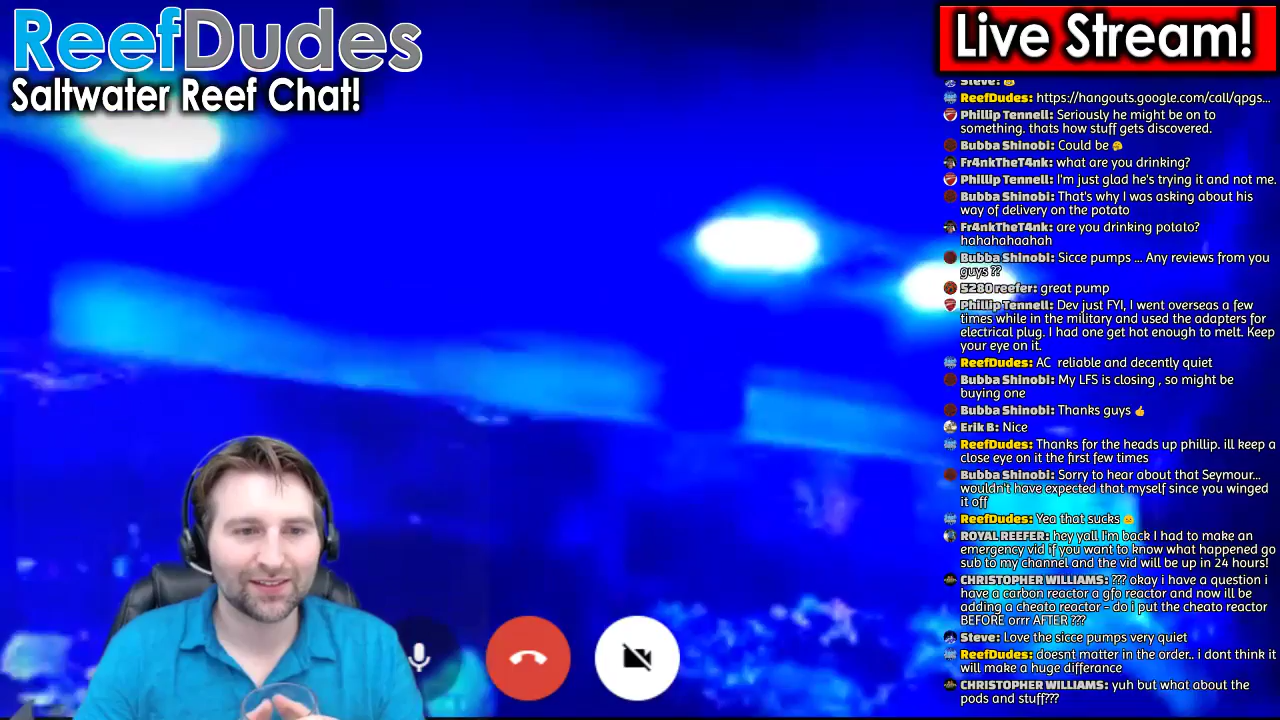 ReefDudes
Saltwater Reef Chat!
Live Stream!
Steve:
ReefDudes: https://hangouts.google.com/call/qpgs...
Phillip Tennell: Seriously he might be on to
something. thats how stuff gets discovered.
Bubba Shinobi: Could be
Fr4nkTheT4nk: what are you drinking?
Phillip Tennell: I'm just glad he's trying it and not me.
Bubba Shinobi: That's why I was asking about his
way of delivery on the potato
Fr4nkTheT4nk: are you drinking potato?
hahahahaahah
Bubba Shinobi: Sicce pumps ... Any reviews from you
guys ??
5280 reefer: great pump
Phillip Tennell: Dev just FYI, I went overseas a few
times while in the military and used the adapters for
electrical plug. I had one get hot enough to melt. Keep
your eye on it.
ReefDudes: AC reliable and decently quiet
Bubba Shinobi: My LFS is closing , so might be
buying one
Bubba Shinobi: Thanks guys
Erik B: Nice
ReefDudes: Thanks for the heads up phillip. ill keep a
close eye on it the first few times
Bubba Shinobi: Sorry to hear about that Seymour...
wouldn't have expected that myself since you winged
it off
ReefDudes: Yea that sucks
ROYAL REEFER: hey yall I'm back I had to make an
emergency vid if you want to know what happened go
sub to my channel and the vid will be up in 24 hours!
CHRISTOPHER WILLIAMS: ??? okay i have a question i
have a carbon reactor a gfo reactor and now ill be
adding a cheato reactor - do i put the cheato reactor
BEFORE orrr AFTER ???
Steve: Love the sicce pumps very quiet
ReefDudes: doesnt matter in the order.. i dont think it
will make a huge differance
CHRISTOPHER WILLIAMS: yuh but what about the
pods and stuff???